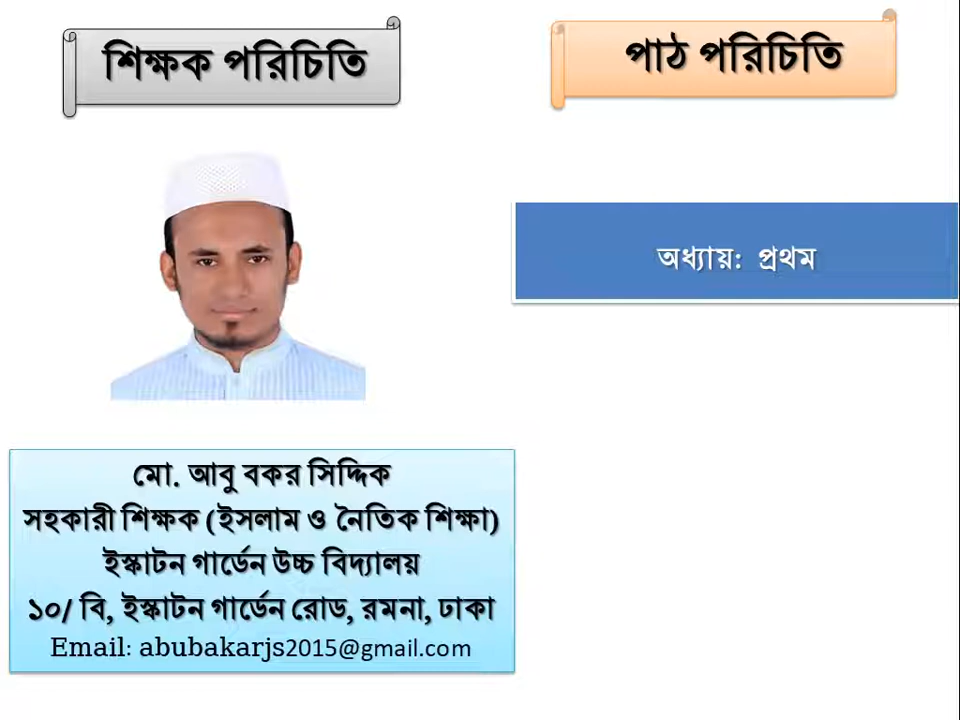 শিক্ষক পরিচিতি
পাঠ পরিচিতি
অধ্যায়: প্রথম
মো. আবু বকর সিদ্দিক
সহকারী শিক্ষক (ইসলাম ও নৈতিক শিক্ষা)
ইস্কাটন গার্ডেন উচ্চ বিদ্যালয়
১০/ বি, ইস্কাটন গার্ডেন রোড, রমনা, ঢাকা
Email: abubakarjs2015@gmail.com